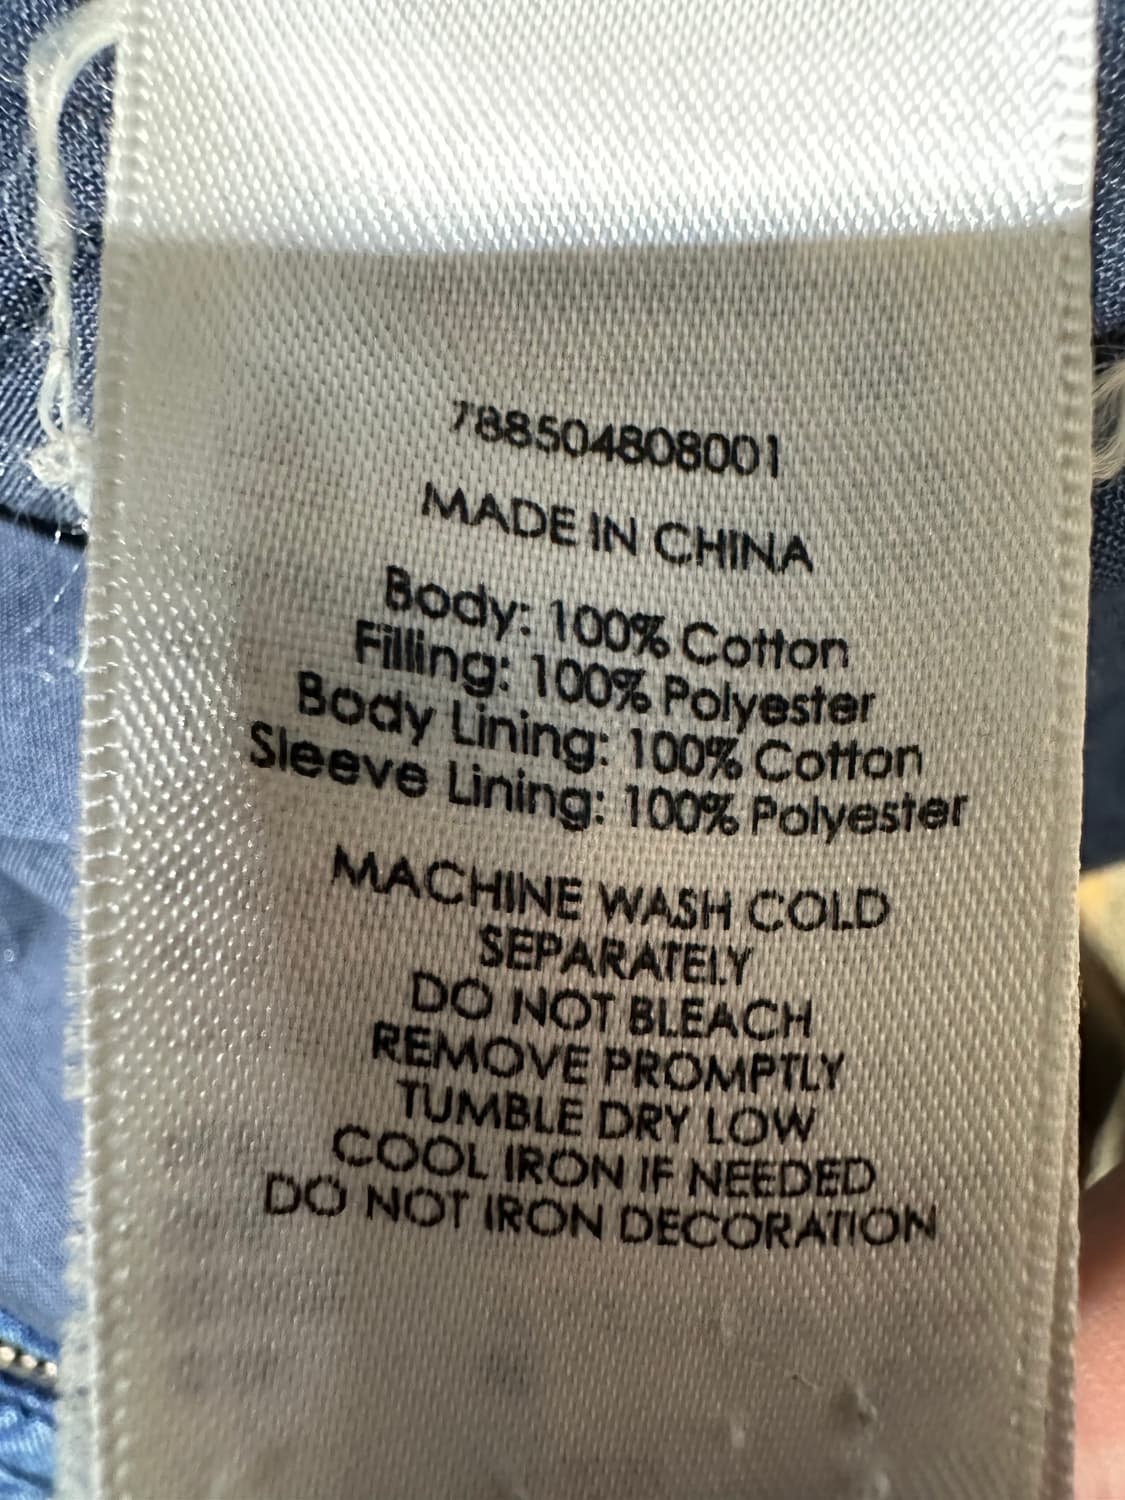 788504808001
MADE IN CHINA
Body: 100% Cotton
Filling: 100% Polyester
Body Lining: 100% Cotton
Sleeve Lining: 100% Polyester
MACHINE WASH COLD
SEPARATELY
DO NOT BLEACH
REMOVE PROMPTLY
TUMBLE DRY LOW
COOL IRON IF NEEDED
DO NOT IRON DECORATION